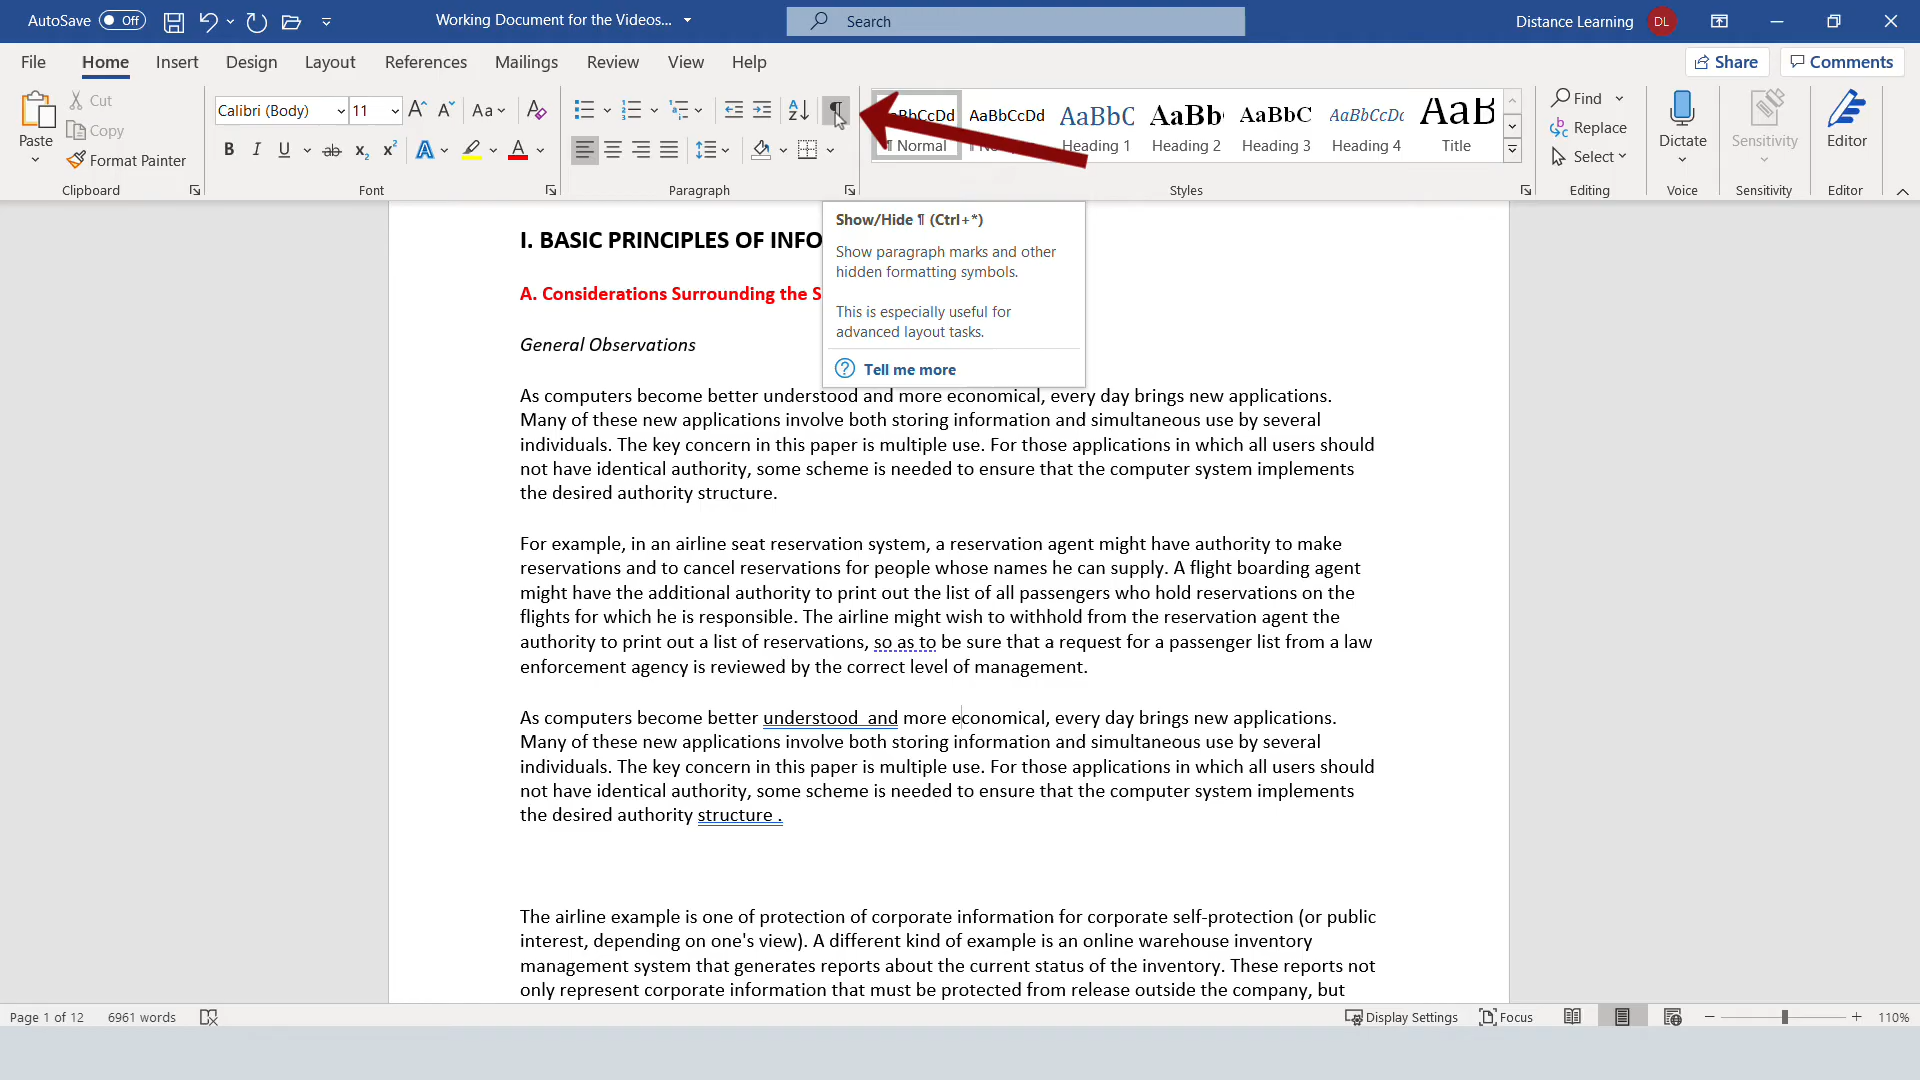 AutoSave Off Working Document for the Videos... Search Distance Learning DL
File Home Insert Design Layout References Mailings Review View Help Share Comments
Paste Cut Copy Format Painter Clipboard
Calibri (Body) 11 Aa
B I U ab x2 x2 A A Font
Paragraph
AaBbCcDd AaBbC AaBb AaBbC AaBbCcDc AaB
¶ Normal Heading 1 Heading 2 Heading 3 Heading 4 Title
Styles
Find
Replace
Select
Editing
Dictate Voice
Sensitivity Sensitivity
Editor Editor
Show/Hide ¶ (Ctrl+*)
Show paragraph marks and other
hidden formatting symbols.
This is especially useful for
advanced layout tasks.
Tell me more
I. BASIC PRINCIPLES OF INFO
A. Considerations Surrounding the S
General Observations
As computers become better understood and more economical, every day brings new applications.
Many of these new applications involve both storing information and simultaneous use by several
individuals. The key concern in this paper is multiple use. For those applications in which all users should
not have identical authority, some scheme is needed to ensure that the computer system implements
the desired authority structure.
For example, in an airline seat reservation system, a reservation agent might have authority to make
reservations and to cancel reservations for people whose names he can supply. A flight boarding agent
might have the additional authority to print out the list of all passengers who hold reservations on the
flights for which he is responsible. The airline might wish to withhold from the reservation agent the
authority to print out a list of reservations, so as to be sure that a request for a passenger list from a law
enforcement agency is reviewed by the correct level of management.
As computers become better understood  and more economical, every day brings new applications.
Many of these new applications involve both storing information and simultaneous use by several
individuals. The key concern in this paper is multiple use. For those applications in which all users should
not have identical authority, some scheme is needed to ensure that the computer system implements
the desired authority structure .
The airline example is one of protection of corporate information for corporate self-protection (or public
interest, depending on one's view). A different kind of example is an online warehouse inventory
management system that generates reports about the current status of the inventory. These reports not
only represent corporate information that must be protected from release outside the company, but
Page 1 of 12 6961 words Display Settings Focus 110%